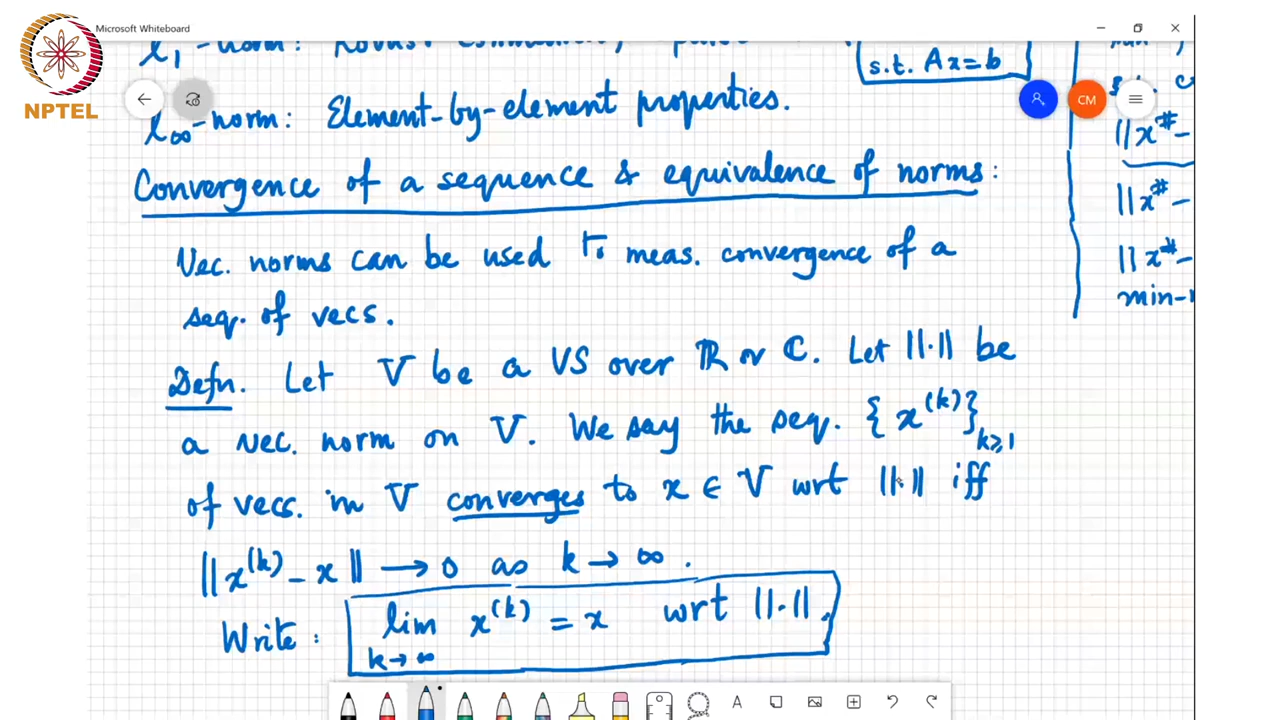 Microsoft Whiteboard
NPTEL
CM
l₁-norm:
s.t. Ax=b
l∞-norm: Element-by-element properties.
Convergence of a sequence & equivalence of norms:
Vec. norms can be used to meas. convergence of a
seq. of vecs.
Defn. Let V be a VS over ℝ or ℂ. Let ||·|| be
a vec. norm on V. We say the seq. {x^(k)}_{k≥1}
of vecs. in V converges to x ∈ V wrt ||·|| iff
||x^(k) - x|| → 0 as k → ∞.
Write: lim_{k→∞} x^(k) = x wrt ||·||.
||x^# -
||x^# -
||x^# -
min-